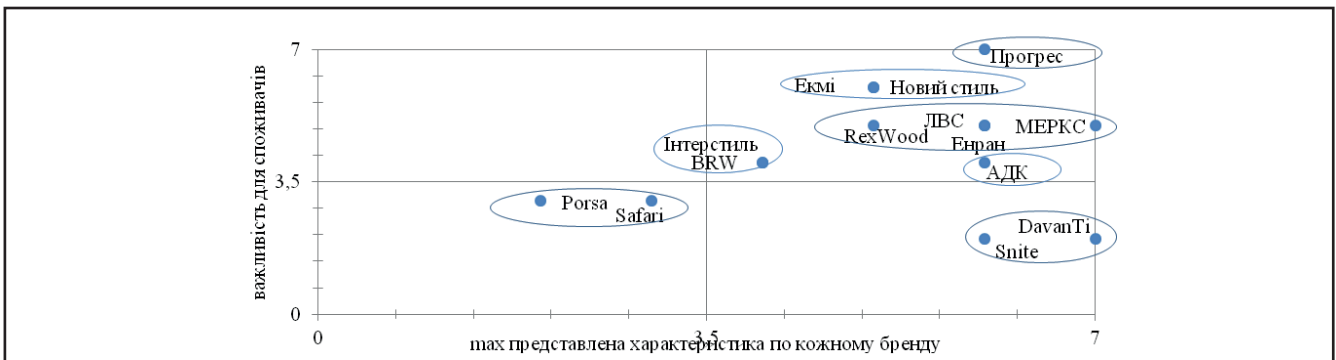 важливість для споживачів
7
Прогрес
Екмі
Новий стиль
ЛВС
МЕРКС
RexWood
Енран
Інтерстиль
BRW
АДК
3,5
Porsa
Safari
DavanTi
Snite
0
0
3,5
7
max представлена характеристика по кожному бренду